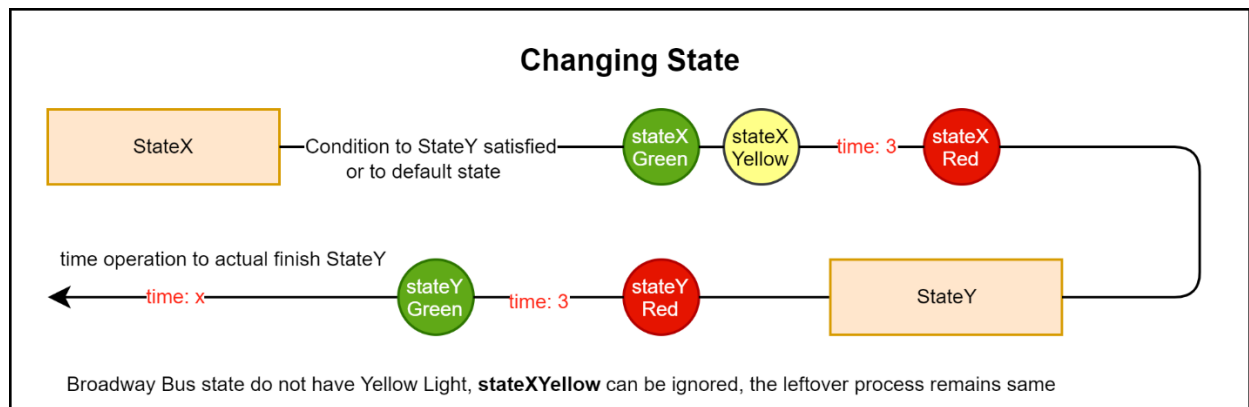 Changing State
StateX
Condition to StateY satisfied
or to default state
stateX
Green
stateX
Yellow
time: 3
stateX
Red
time operation to actual finish StateY
time: x
stateY
Green
time: 3
stateY
Red
StateY
Broadway Bus state do not have Yellow Light, stateXYellow can be ignored, the leftover process remains same